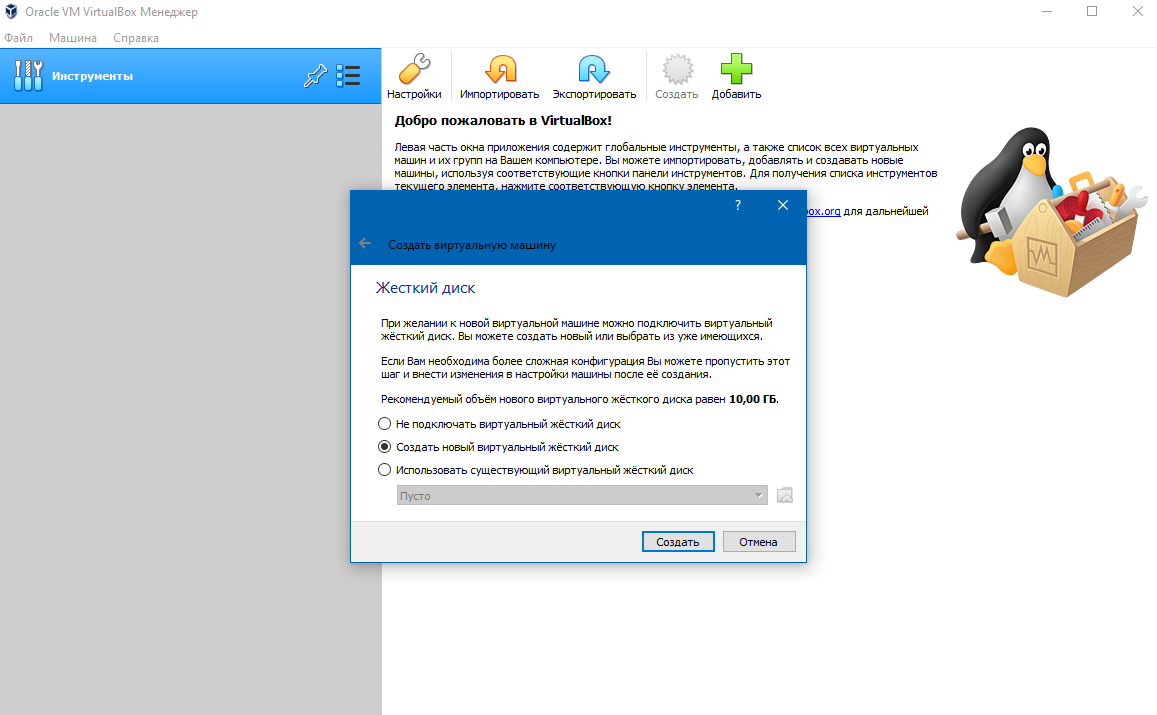 Oracle VM VirtualBox Менеджер
Файл Машина Справка
Инструменты
Настройки Импортировать Экспортировать Создать Добавить
Добро пожаловать в VirtualBox!
Левая часть окна приложения содержит глобальные инструменты, а также список всех виртуальных
машин и их групп на Вашем компьютере. Вы можете импортировать, добавлять и создавать новые
машины, используя соответствующие кнопки панели инструментов. Для получения списка инструментов
текущего элемента, нажмите соответствующую кнопку элемента.
box.org для дальнейшей
?
Создать виртуальную машину
Жесткий диск
При желании к новой виртуальной машине можно подключить виртуальный
жёсткий диск. Вы можете создать новый или выбрать из уже имеющихся.
Если Вам необходима более сложная конфигурация Вы можете пропустить этот
шаг и внести изменения в настройки машины после её создания.
Рекомендуемый объём нового виртуального жёсткого диска равен 10,00 ГБ.
Не подключать виртуальный жёсткий диск
Создать новый виртуальный жёсткий диск
Использовать существующий виртуальный жёсткий диск
Пусто
Создать Отмена